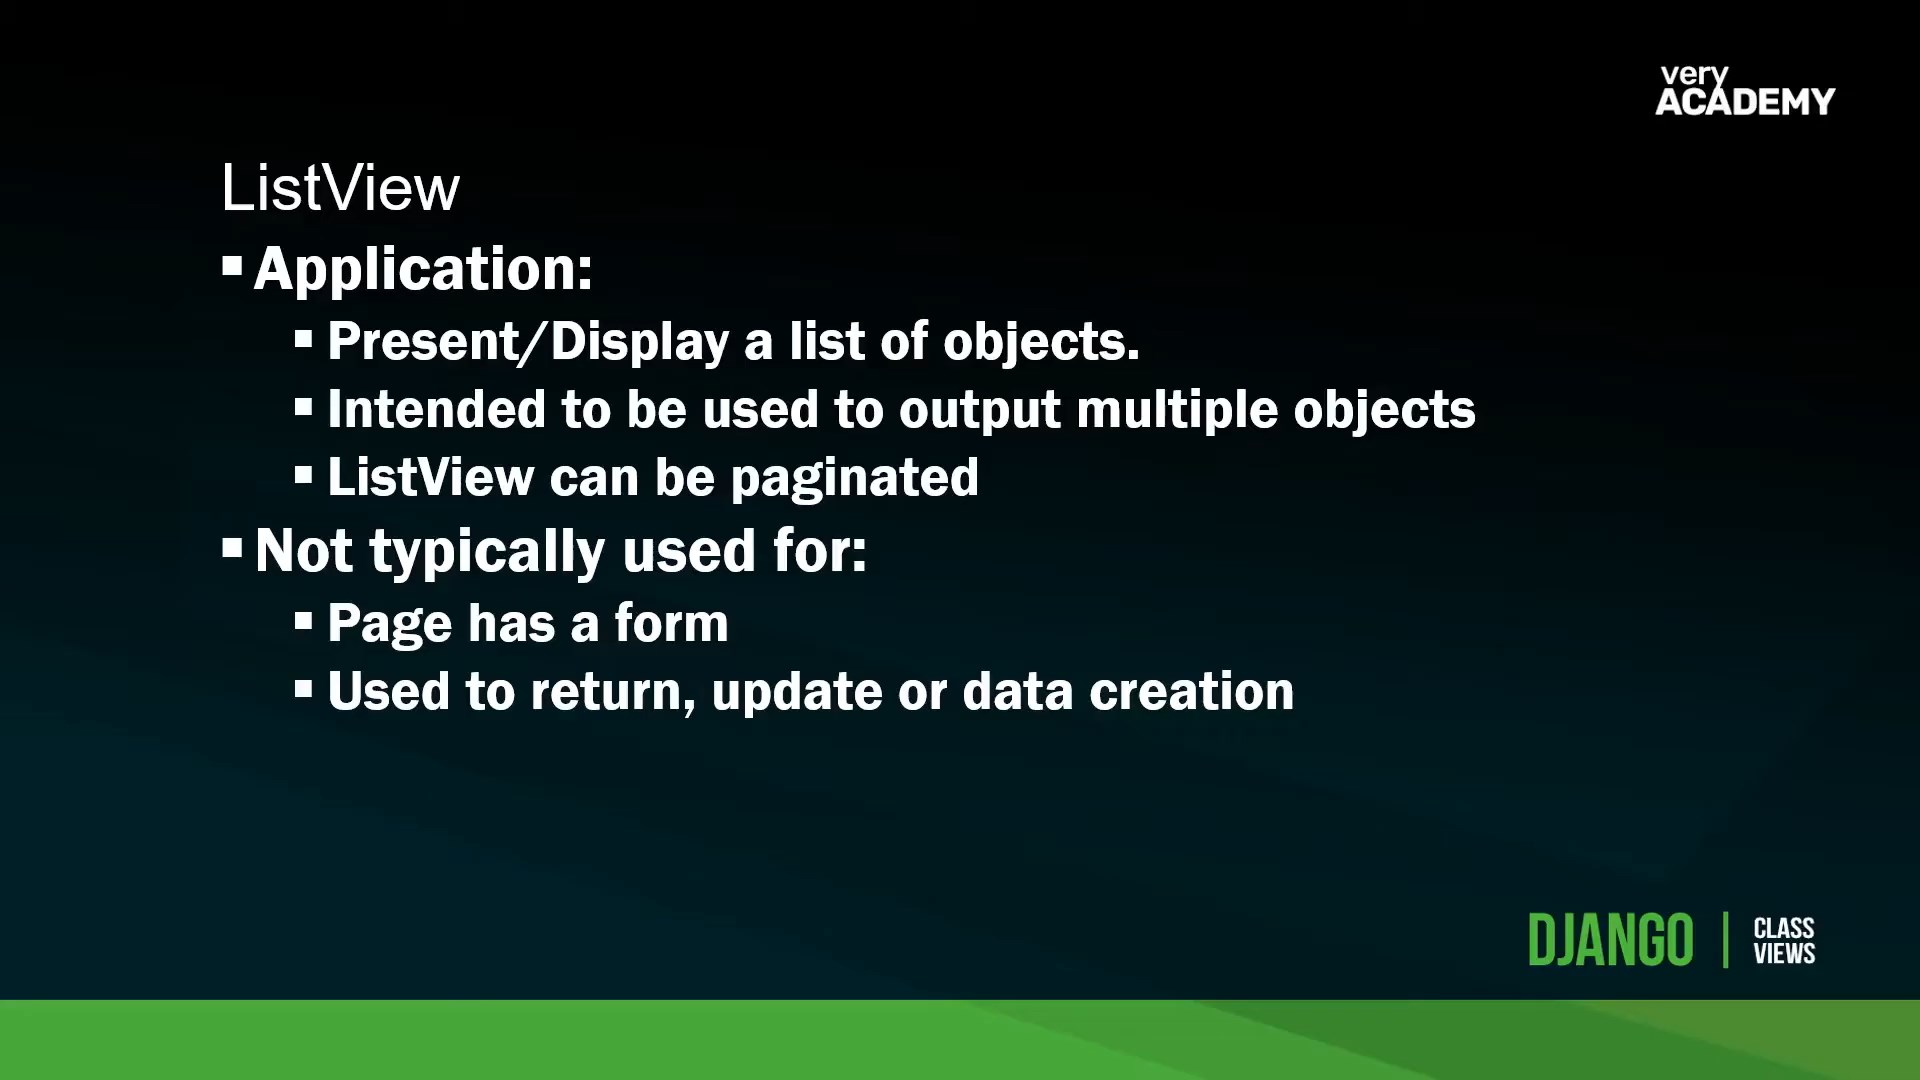 very
ACADEMY
ListView
▪ Application:
▪ Present/Display a list of objects.
▪ Intended to be used to output multiple objects
▪ ListView can be paginated
▪ Not typically used for:
▪ Page has a form
▪ Used to return, update or data creation
DJANGO | CLASS
VIEWS